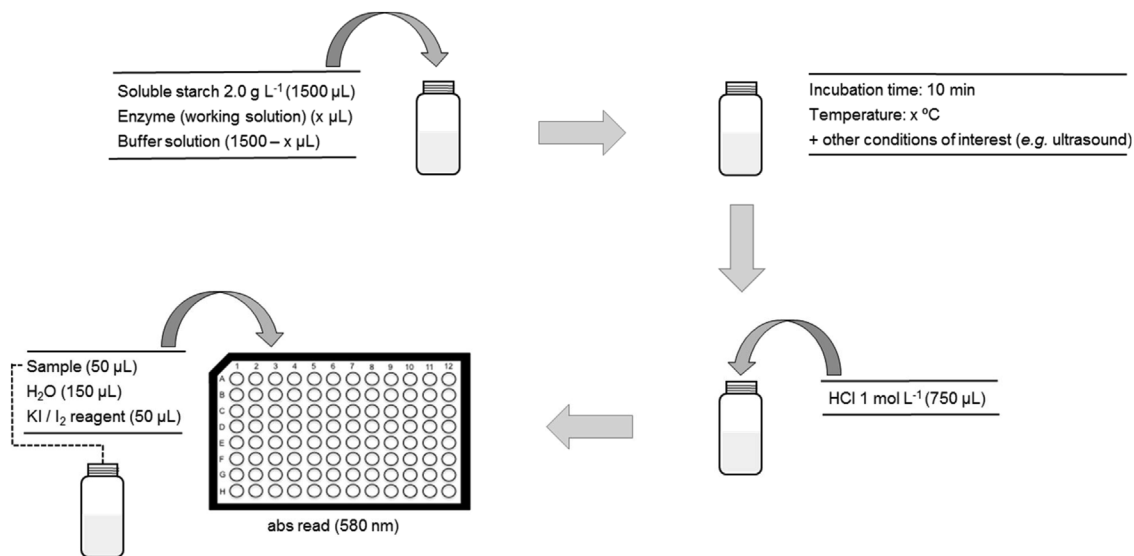 Soluble starch 2.0 g L⁻¹ (1500 µL)
Enzyme (working solution) (x µL)
Buffer solution (1500 – x µL)
Incubation time: 10 min
Temperature: x ºC
+ other conditions of interest (e.g. ultrasound)
HCl 1 mol L⁻¹ (750 µL)
Sample (50 µL)
H₂O (150 µL)
KI / I₂ reagent (50 µL)
1 2 3 4 5 6 7 8 9 10 11 12
A
B
C
D
E
F
G
H
abs read (580 nm)